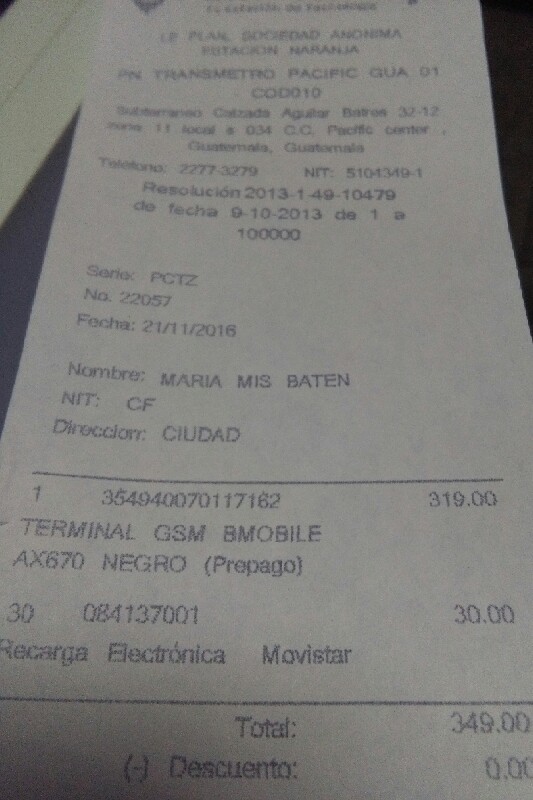 LP PLAN, SOCIEDAD ANONIMA
ESTACION NARANJA
PN TRANSMETRO PACIFIC GUA 01
COD010
Subterraneo Calzada Aguilar Batres 32-12
zona 11 local s 034 C.C. Pacific center ,
Guatemala, Guatemala
Teléfono: 2277-3279 NIT: 5104349-1
Resolución 2013-1-49-10479
de fecha 9-10-2013 de 1 a
100000
Serie: PCTZ
No. 22057
Fecha: 21/11/2016
Nombre: MARIA MIS BATEN
NIT: CF
Direccion: CIUDAD
1 354940070117162 319.00
TERMINAL GSM BMOBILE
AX670 NEGRO (Prepago)
30 084137001 30.00
Recarga Electrónica Movistar
Total: 349.00
(-) Descuento: 0.00